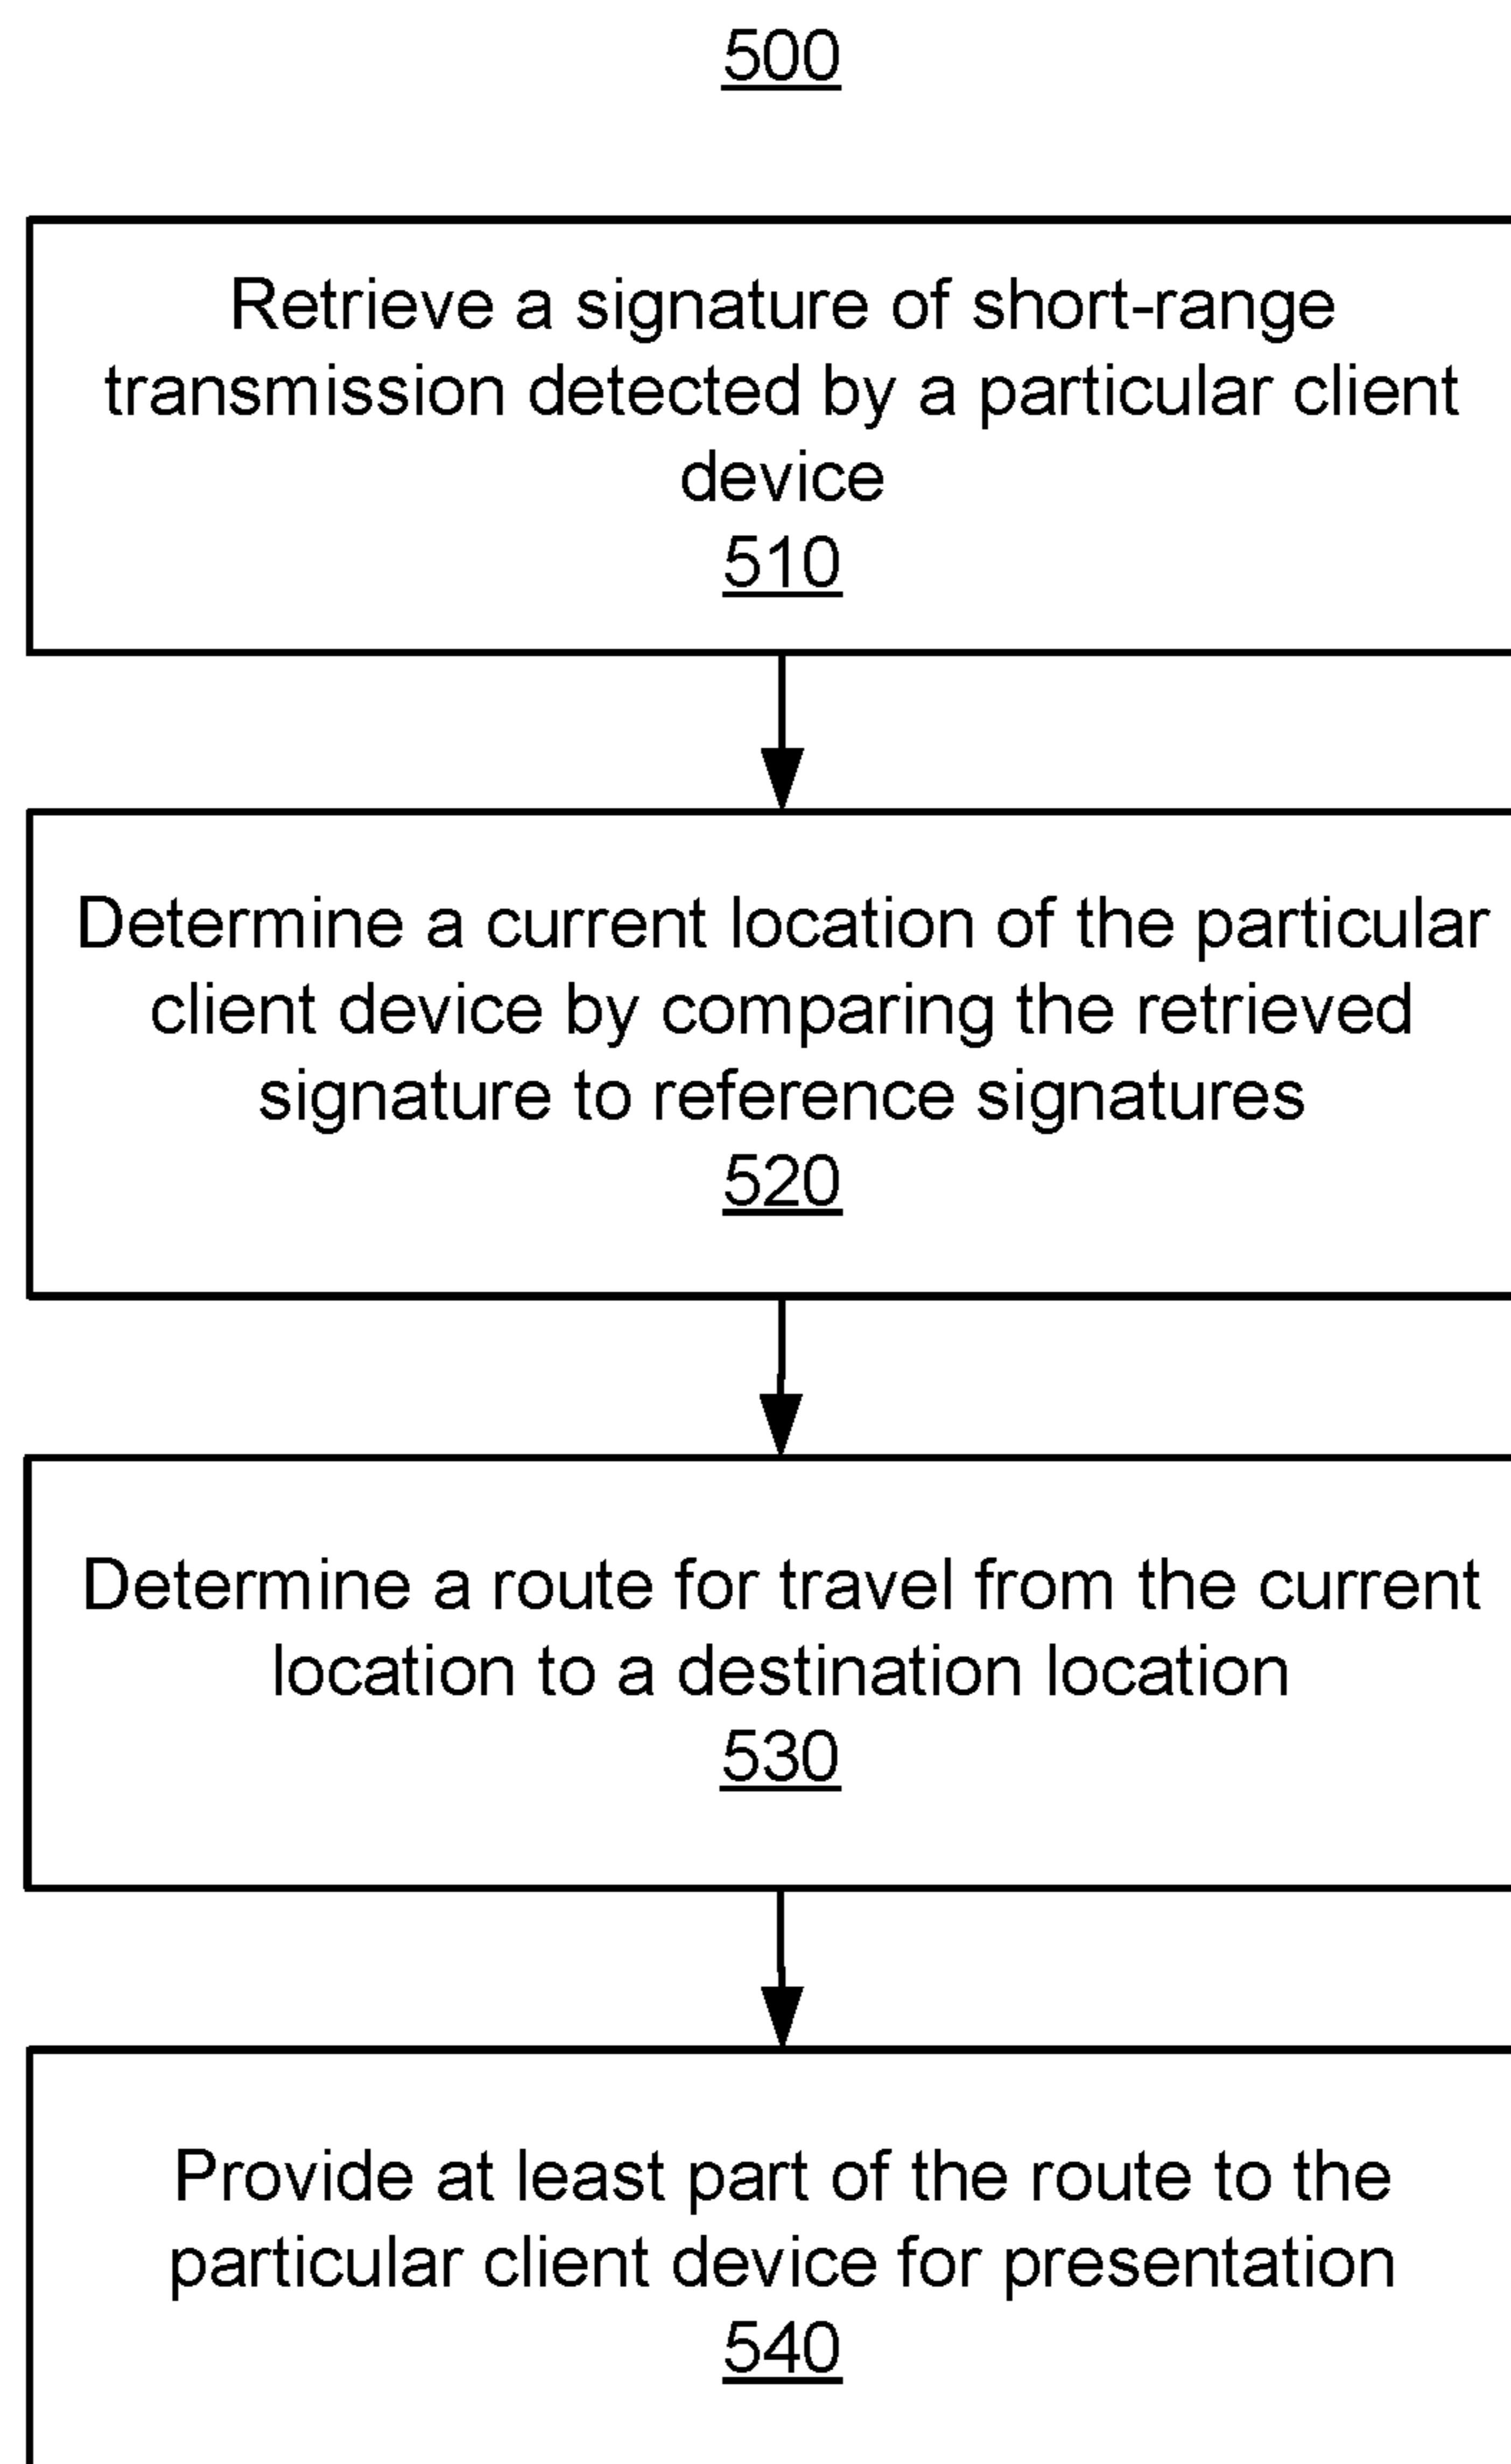 500
Retrieve a signature of short-range
transmission detected by a particular client
device
510
Determine a current location of the particular
client device by comparing the retrieved
signature to reference signatures
520
Determine a route for travel from the current
location to a destination location
530
Provide at least part of the route to the
particular client device for presentation
540